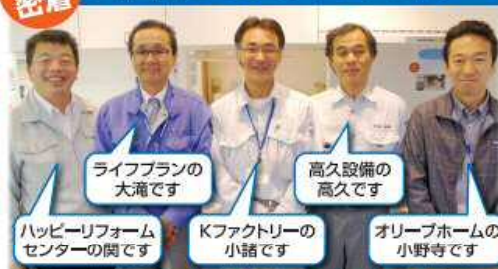 密着
ライフプランの
大滝です
高久設備の
高久です
ハッピーリフォーム
センターの関です
Kファクトリーの
小諸です
オリーブホームの
小野寺です